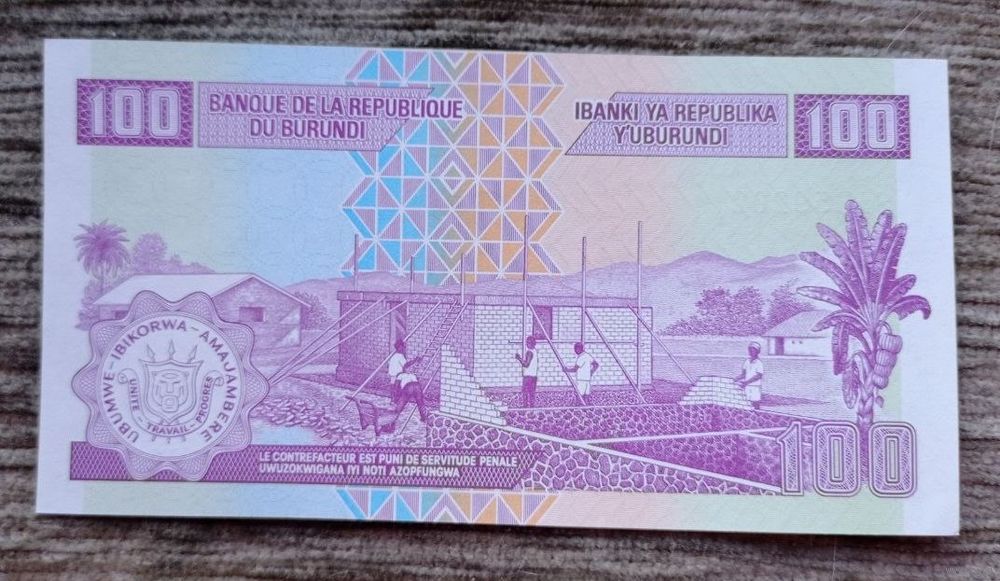 100
BANQUE DE LA REPUBLIQUE
DU BURUNDI
IBANKI YA REPUBLIKA
Y'UBURUNDI
100
UBUMWE-IBIKORWA-AMAJAMBERE
UNITE-TRAVAIL-PROGRES
LE CONTREFACTEUR EST PUNI DE SERVITUDE PENALE
UWUZOKWIGANA IYI NOTI AZOPFUNGWA
100